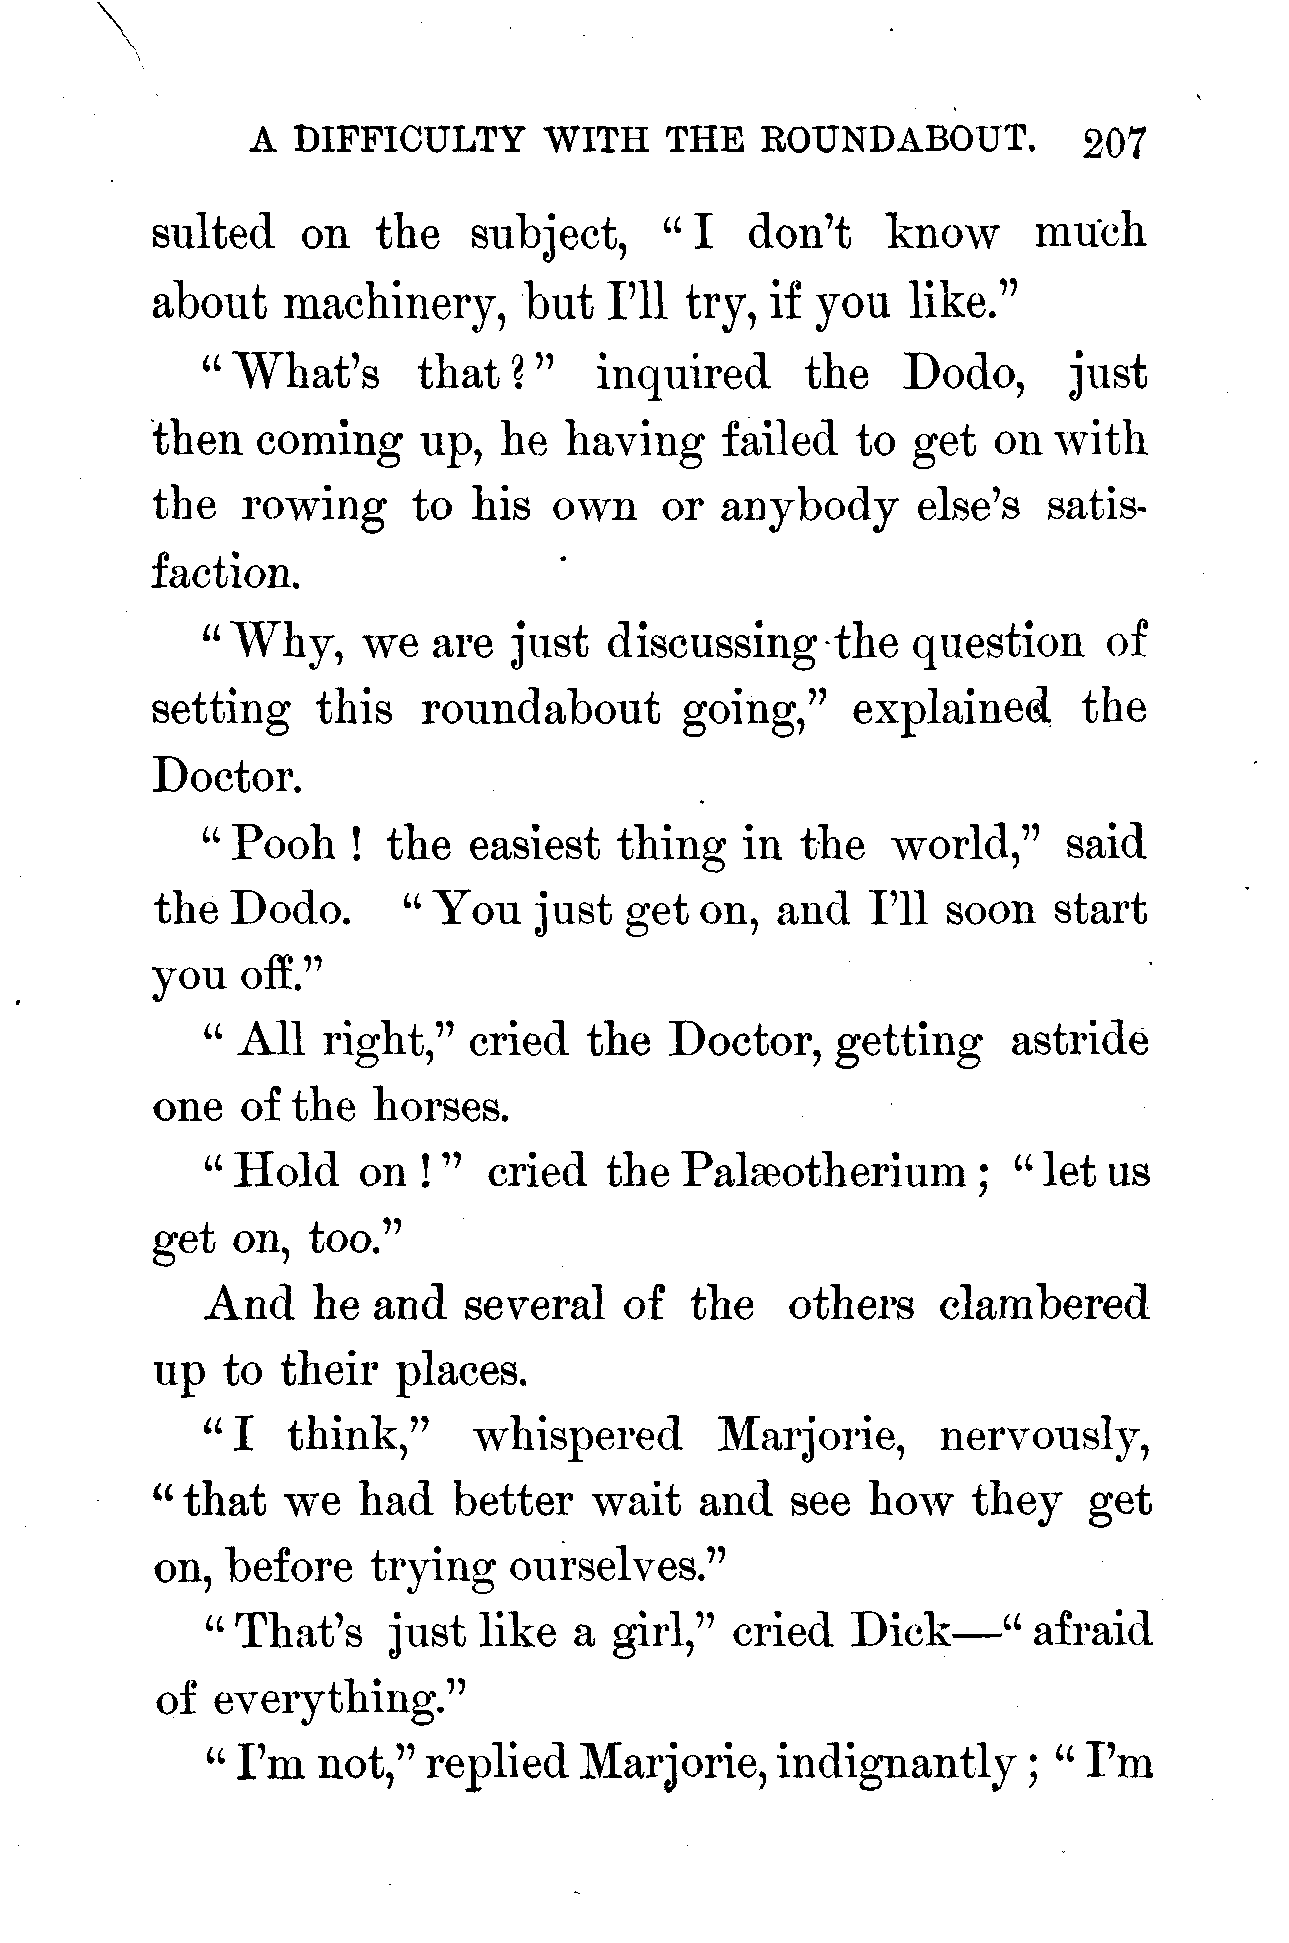 A DIFFICULTY WITH THE ROUNDABOUT. 207
sulted on the subject, “I don’t know much
about machinery, but I’ll try, if you like.”
“What’s that?” inquired the Dodo, just
then coming up, he having failed to get on with
the rowing to his own or anybody else’s satis-
faction.
“Why, we are just discussing the question of
setting this roundabout going,” explained the
Doctor.
“Pooh! the easiest thing in the world,” said
the Dodo. “You just get on, and I’ll soon start
you off.”
“All right,” cried the Doctor, getting astride
one of the horses.
“Hold on!” cried the Palæotherium; “let us
get on, too.”
And he and several of the others clambered
up to their places.
“I think,” whispered Marjorie, nervously,
“that we had better wait and see how they get
on, before trying ourselves.”
“That’s just like a girl,” cried Dick—“afraid
of everything.”
“I’m not,” replied Marjorie, indignantly; “I’m